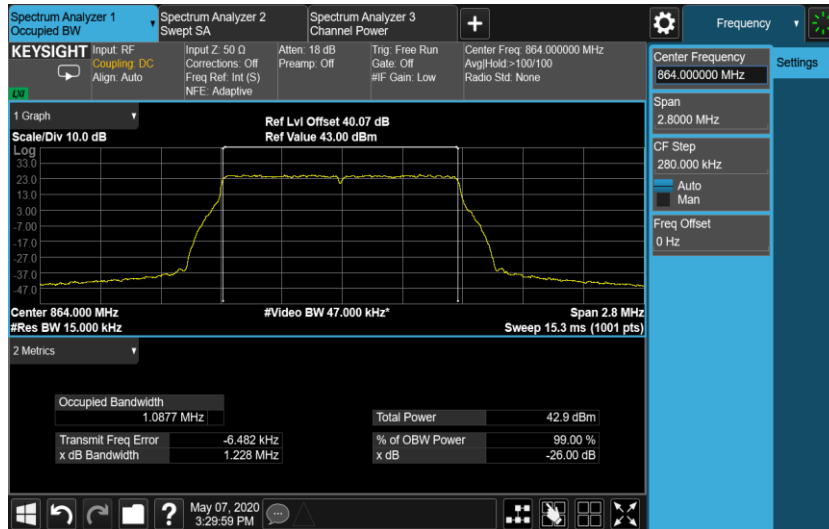 Spectrum Analyzer 1
Occupied BW
Spectrum Analyzer 2
Swept SA
Spectrum Analyzer 3
Channel Power
+
Frequency
KEYSIGHT
LXI
Input: RF
Coupling: DC
Align: Auto
Input Z: 50 Ω
Corrections: Off
Freq Ref: Int (S)
NFE: Adaptive
Atten: 18 dB
Preamp: Off
Trig: Free Run
Gate: Off
#IF Gain: Low
Center Freq: 864.000000 MHz
Avg|Hold:>100/100
Radio Std: None
Center Frequency
864.000000 MHz
Settings
Span
2.8000 MHz
CF Step
280.000 kHz
Auto
Man
Freq Offset
0 Hz
1 Graph
Scale/Div 10.0 dB
Ref Lvl Offset 40.07 dB
Ref Value 43.00 dBm
Log
33.0
23.0
13.0
3.00
-7.00
-17.0
-27.0
-37.0
-47.0
Center 864.000 MHz
#Video BW 47.000 kHz*
Span 2.8 MHz
#Res BW 15.000 kHz
Sweep 15.3 ms (1001 pts)
2 Metrics
Occupied Bandwidth
1.0877 MHz
Total Power 42.9 dBm
Transmit Freq Error -6.482 kHz
% of OBW Power 99.00 %
x dB Bandwidth 1.228 MHz
x dB -26.00 dB
?
May 07, 2020
3:29:59 PM